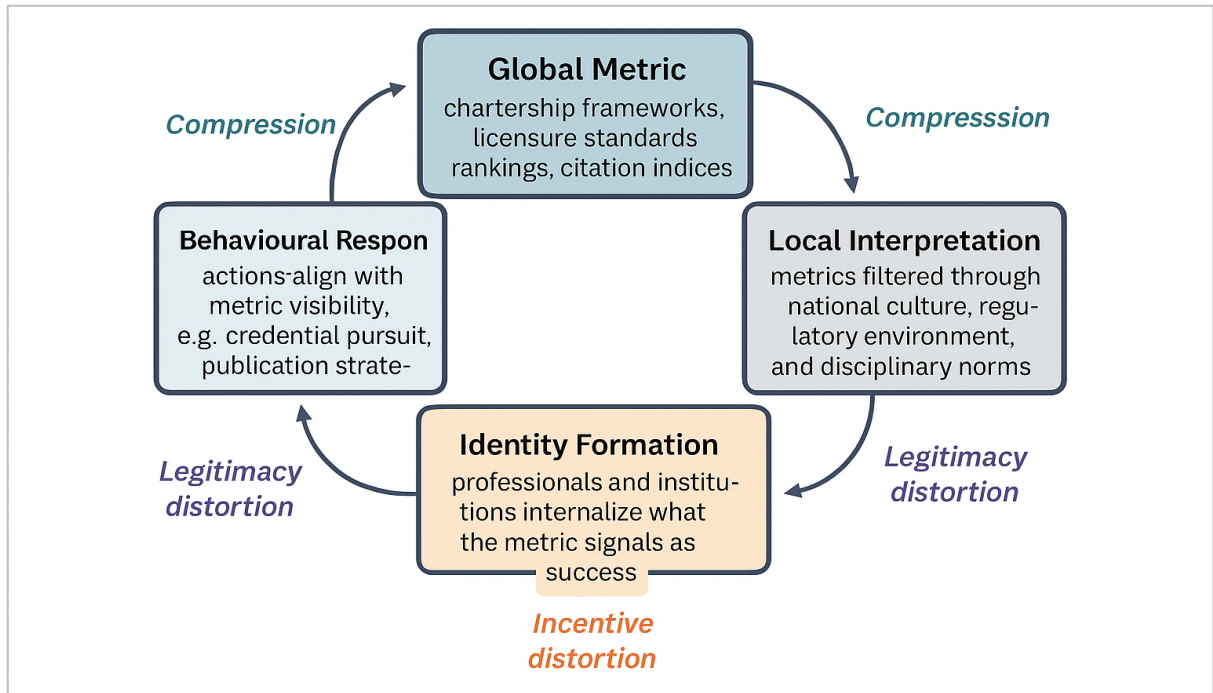 Global Metric
chartership frameworks,
licensure standards
rankings, citation indices
Compression
Compresssion
Behavioural Respon
actions-align with
metric visibility,
e.g. credential pursuit,
publication strate-
Local Interpretation
metrics filtered through
national culture, regu-
latory environment,
and disciplinary norms
Identity Formation
professionals and institu-
tions internalize what
the metric signals as
success
Legitimacy
distortion
Legitimacy
distortion
Incentive
distortion